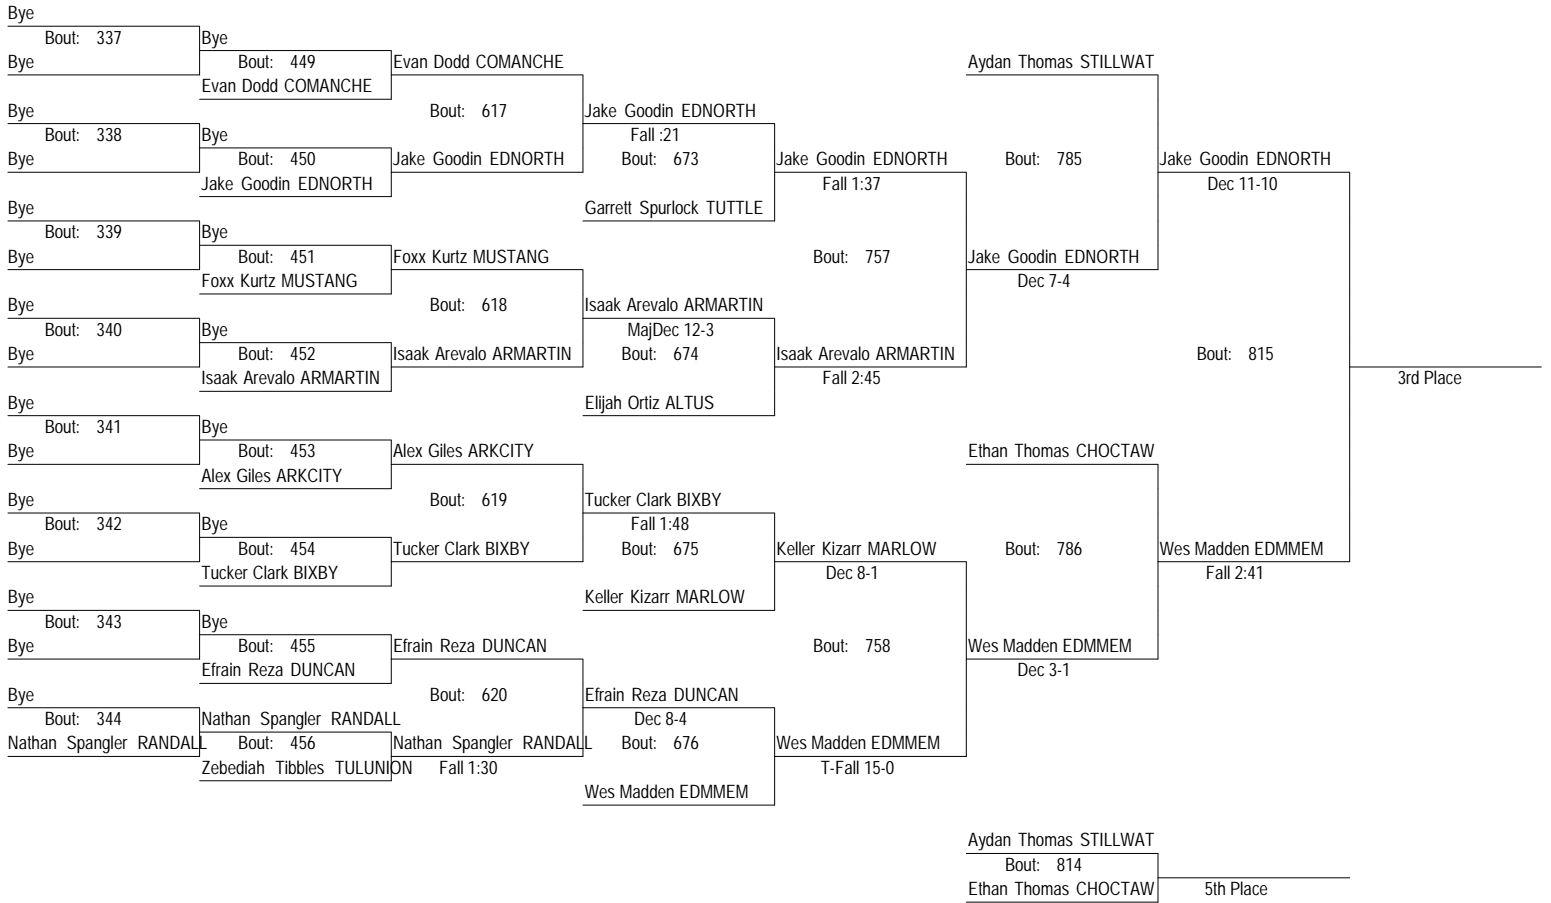 Bye
Bout: 337 Bye
Bye Bout: 449 Evan Dodd COMANCHE Aydan Thomas STILLWAT
Evan Dodd COMANCHE
Bye Bout: 617 Jake Goodin EDNORTH
Bout: 338 Bye Fall :21
Bye Bout: 450 Jake Goodin EDNORTH Bout: 673 Jake Goodin EDNORTH Bout: 785 Jake Goodin EDNORTH
Jake Goodin EDNORTH Fall 1:37 Dec 11-10
Bye Garrett Spurlock TUTTLE
Bout: 339 Bye
Bye Bout: 451 Foxx Kurtz MUSTANG Bout: 757 Jake Goodin EDNORTH
Foxx Kurtz MUSTANG Dec 7-4
Bye Bout: 618 Isaak Arevalo ARMARTIN
Bout: 340 Bye MajDec 12-3
Bye Bout: 452 Isaak Arevalo ARMARTIN Bout: 674 Isaak Arevalo ARMARTIN Bout: 815
Isaak Arevalo ARMARTIN Fall 2:45 3rd Place
Bye Elijah Ortiz ALTUS
Bout: 341 Bye
Bye Bout: 453 Alex Giles ARKCITY Ethan Thomas CHOCTAW
Alex Giles ARKCITY
Bye Bout: 619 Tucker Clark BIXBY
Bout: 342 Bye Fall 1:48
Bye Bout: 454 Tucker Clark BIXBY Bout: 675 Keller Kizarr MARLOW Bout: 786 Wes Madden EDMMEM
Tucker Clark BIXBY Dec 8-1 Fall 2:41
Bye Keller Kizarr MARLOW
Bout: 343 Bye
Bye Bout: 455 Efrain Reza DUNCAN Bout: 758 Wes Madden EDMMEM
Efrain Reza DUNCAN Dec 3-1
Bye Bout: 620 Efrain Reza DUNCAN
Bout: 344 Nathan Spangler RANDALL Dec 8-4
Nathan Spangler RANDALL Bout: 456 Nathan Spangler RANDALL Bout: 676 Wes Madden EDMMEM
Zebediah Tibbles TULUNION Fall 1:30 T-Fall 15-0
Wes Madden EDMMEM
Aydan Thomas STILLWAT
Bout: 814
Ethan Thomas CHOCTAW 5th Place